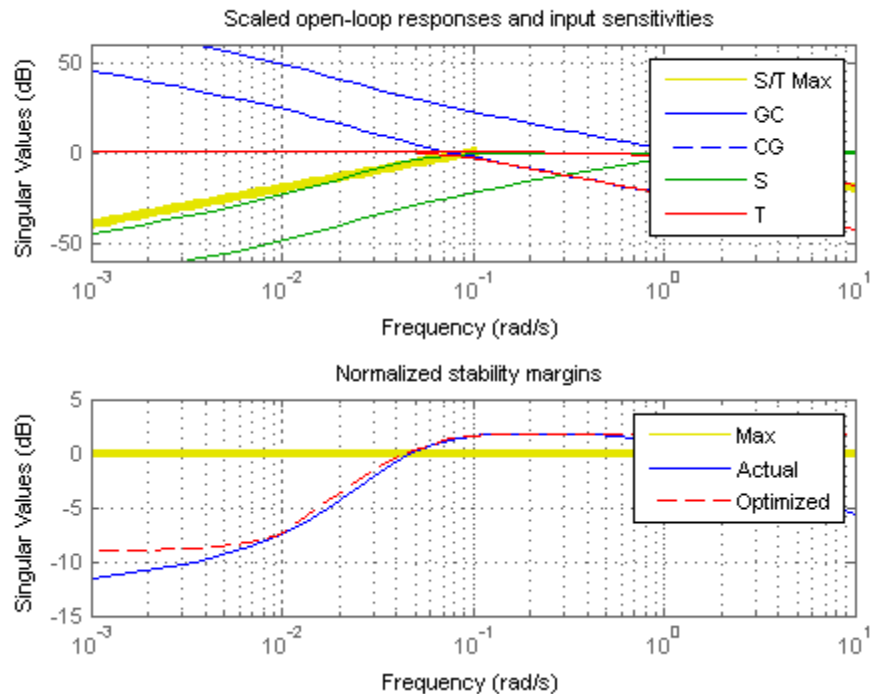 Scaled open-loop responses and input sensitivities
Singular Values (dB)
50
0
-50
S/T Max
GC
CG
S
T
10^-3
10^-2
10^-1
10^0
10^1
Frequency (rad/s)
Normalized stability margins
Singular Values (dB)
5
0
-5
-10
-15
Max
Actual
Optimized
10^-3
10^-2
10^-1
10^0
10^1
Frequency (rad/s)